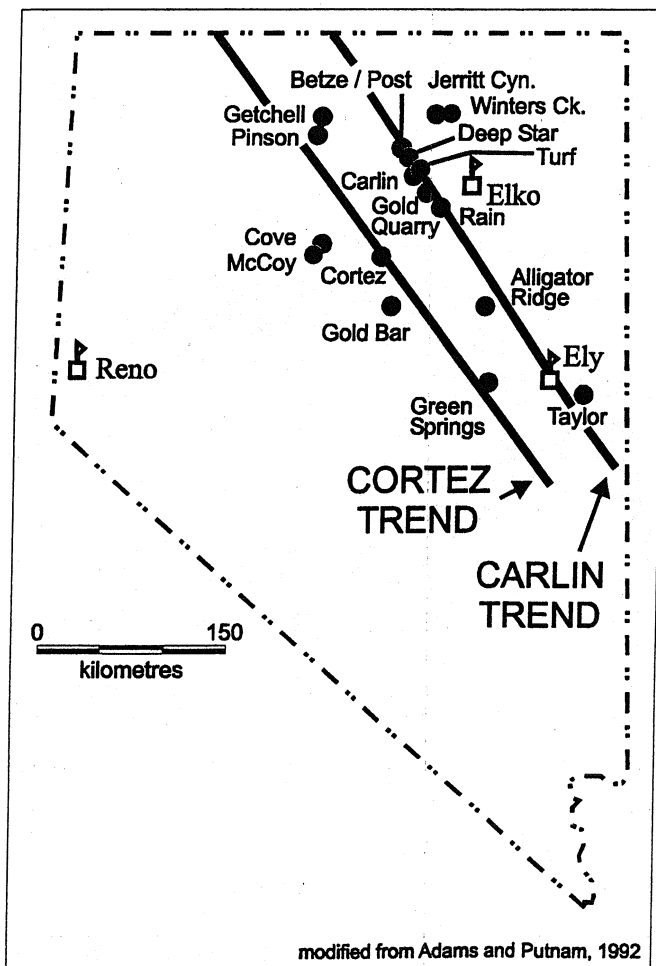 Betze / Post
Jerritt Cyn.
Winters Ck.
Getchell
Pinson
Deep Star
Turf
Carlin
Elko
Gold
Quarry
Rain
Cove
McCoy
Cortez
Alligator
Ridge
Gold Bar
Reno
Ely
Green
Springs
Taylor
CORTEZ
TREND
CARLIN
TREND
0 150
kilometres
modified from Adams and Putnam, 1992